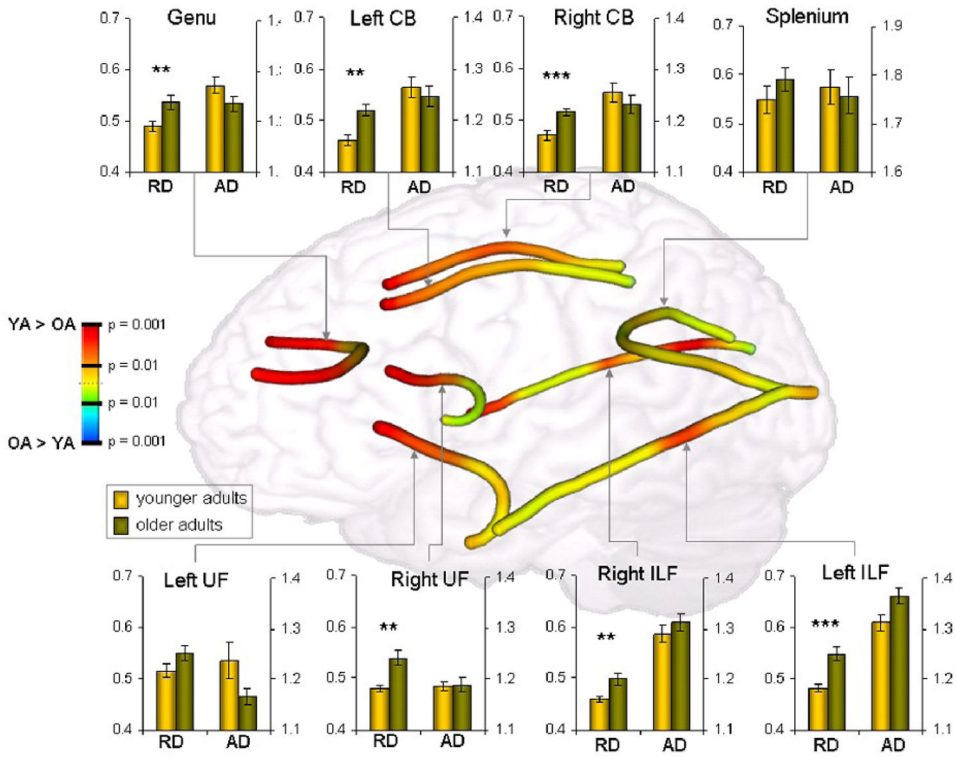 Genu
0.7
0.6
0.5
0.4
1.
**
RD AD
Left CB
0.7
0.6
0.5
0.4
1.4
1.3
1.2
1.1
**
RD AD
Right CB
0.7
0.6
0.5
0.4
1.4
1.3
1.2
1.1
***
RD AD
Splenium
0.7
0.6
0.5
0.4
1.9
1.8
1.7
1.6
RD AD
YA > OA
p = 0.001
p = 0.01
p = 0.01
OA > YA
p = 0.001
younger adults
older adults
Left UF
0.7
0.6
0.5
0.4
1.4
1.3
1.2
1.1
RD AD
Right UF
0.7
0.6
0.5
0.4
1.4
1.3
1.2
1.1
**
RD AD
Right ILF
0.7
0.6
0.5
0.4
1.4
1.3
1.2
1.1
**
RD AD
Left ILF
0.7
0.6
0.5
0.4
1.4
1.3
1.2
1.1
***
RD AD